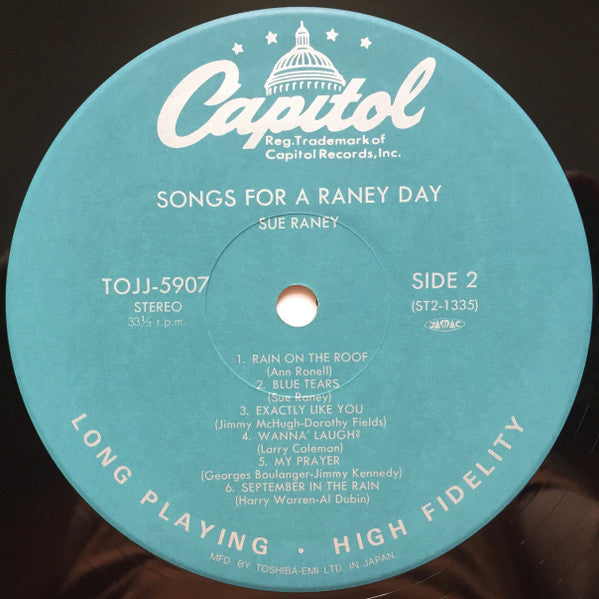 Capitol
Reg. Trademark of
Capitol Records, Inc.
SONGS FOR A RANEY DAY
SUE RANEY
TOJJ-5907
STEREO
33⅓ r.p.m.
SIDE 2
(ST2-1335)
JASRAC
1. RAIN ON THE ROOF
(Ann Ronell)
2. BLUE TEARS
(Sue Raney)
3. EXACTLY LIKE YOU
(Jimmy McHugh-Dorothy Fields)
4. WANNA' LAUGH?
(Larry Coleman)
5. MY PRAYER
(Georges Boulanger-Jimmy Kennedy)
6. SEPTEMBER IN THE RAIN
(Harry Warren-Al Dubin)
LONG PLAYING · HIGH FIDELITY
MFD BY TOSHIBA-EMI LTD. IN JAPAN.